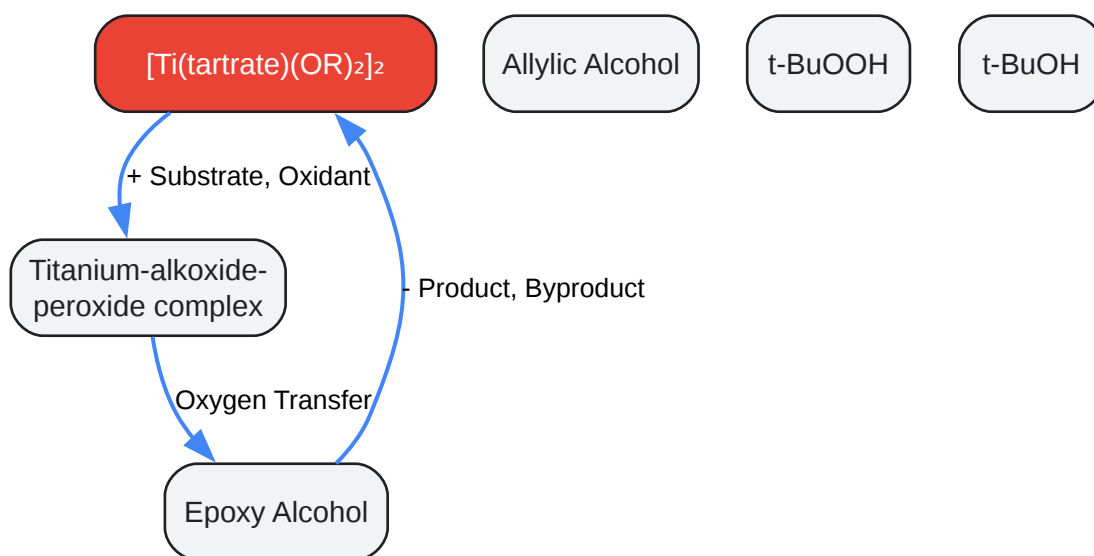 [Ti(tartrate)(OR)₂]₂
Allylic Alcohol
t-BuOOH
t-BuOH
+ Substrate, Oxidant
Titanium-alkoxide-
peroxide complex
- Product, Byproduct
Oxygen Transfer
Epoxy Alcohol